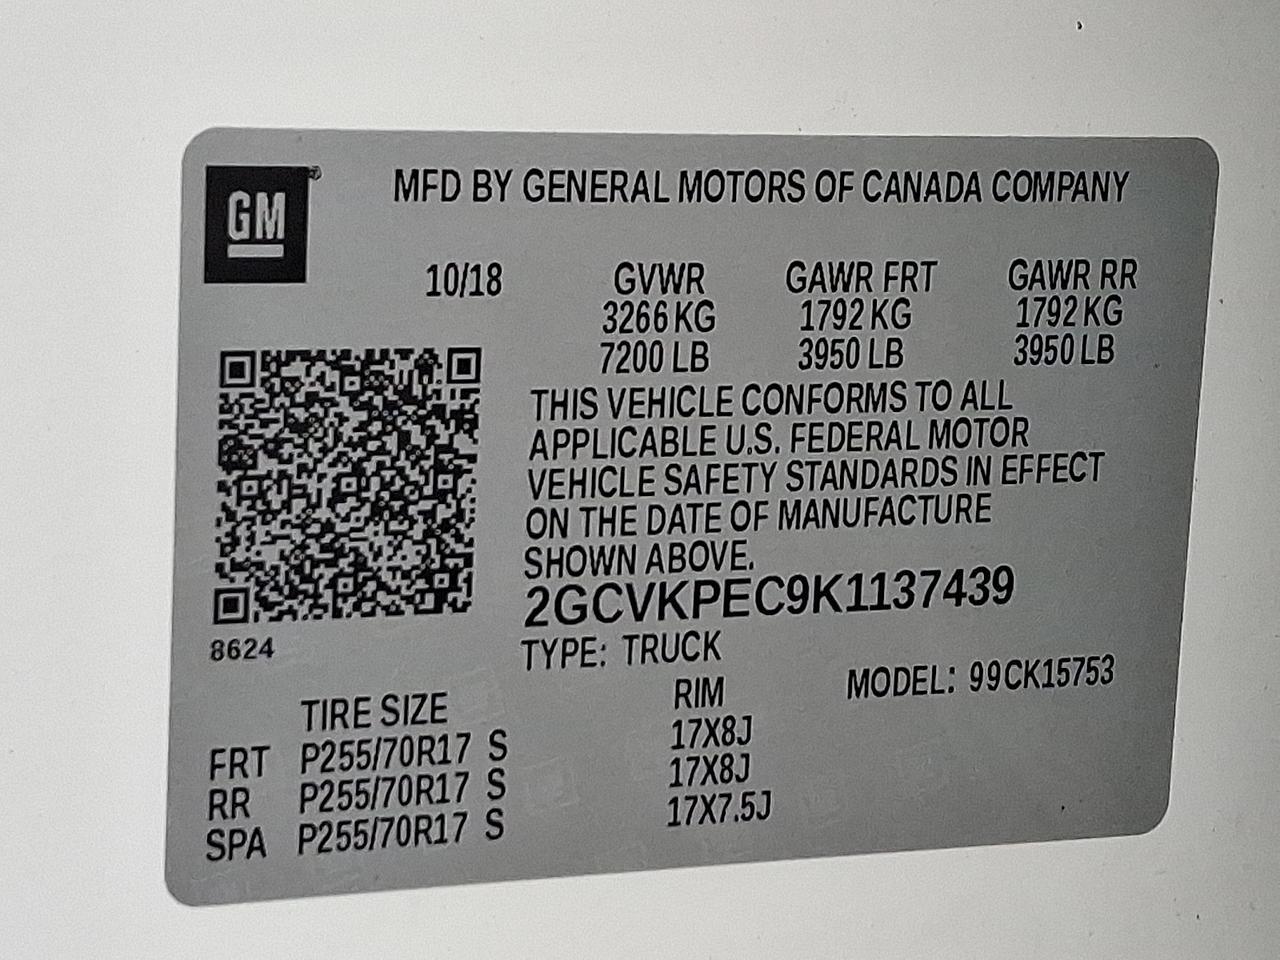 GM
MFD BY GENERAL MOTORS OF CANADA COMPANY
10/18 GVWR GAWR FRT GAWR RR
3266 KG 1792 KG 1792 KG
7200 LB 3950 LB 3950 LB
THIS VEHICLE CONFORMS TO ALL
APPLICABLE U.S. FEDERAL MOTOR
VEHICLE SAFETY STANDARDS IN EFFECT
ON THE DATE OF MANUFACTURE
SHOWN ABOVE.
2GCVKPEC9K1137439
8624
TYPE: TRUCK
MODEL: 99CK15753
TIRE SIZE RIM
FRT P255/70R17 S 17X8J
RR P255/70R17 S 17X8J
SPA P255/70R17 S 17X7.5J